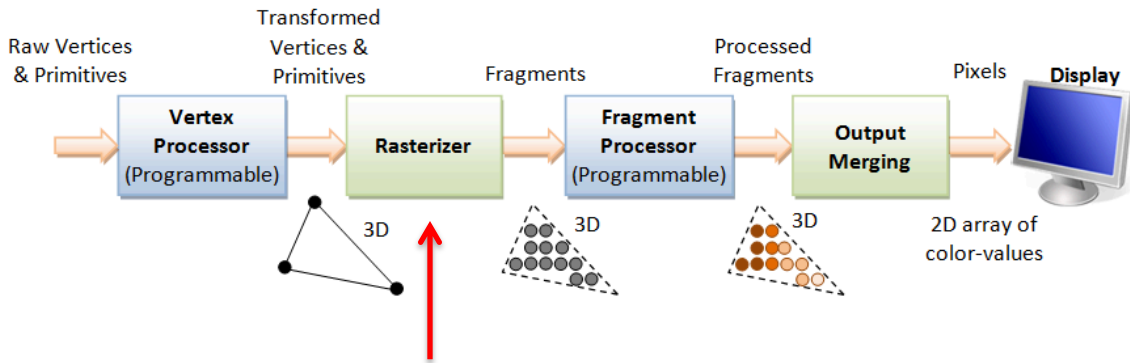 Raw Vertices
& Primitives
Vertex
Processor
(Programmable)
Transformed
Vertices &
Primitives
3D
Rasterizer
Fragments
3D
Fragment
Processor
(Programmable)
Processed
Fragments
3D
Output
Merging
Pixels
Display
2D array of
color-values